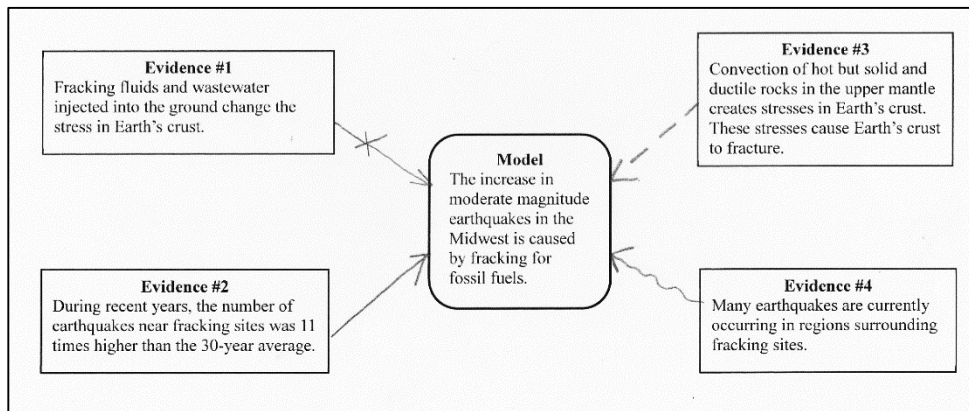 Evidence #1
Fracking fluids and wastewater
injected into the ground change the
stress in Earth's crust.
Evidence #2
During recent years, the number of
earthquakes near fracking sites was 11
times higher than the 30-year average.
Model
The increase in
moderate magnitude
earthquakes in the
Midwest is caused
by fracking for
fossil fuels.
Evidence #3
Convection of hot but solid and
ductile rocks in the upper mantle
creates stresses in Earth's crust.
These stresses cause Earth's crust
to fracture.
Evidence #4
Many earthquakes are currently
occurring in regions surrounding
fracking sites.